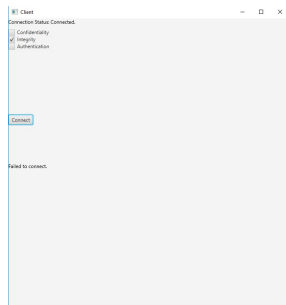 Client
Connection Status: Connected.
Confidentiality
Integrity
Authentication
Connect
Failed to connect.